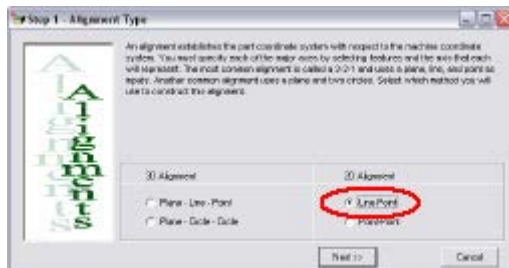 Step 1 - Alignment Type
An alignment establishes the part coordinate system with respect to the machine coordinate
system. You must specify each of the major axes by selecting features and the axis that each
will represent. The most common alignment is called a 3-2-1 and uses a plane, line, and point as
inputs. Another common alignment uses a plane and two circles. Select which method you will
use to construct the alignment.
Alignments
3D Alignment
2D Alignment
Plane - Line - Point
Line-Point
Plane - Circle - Circle
Point-Point
Next >>
Cancel